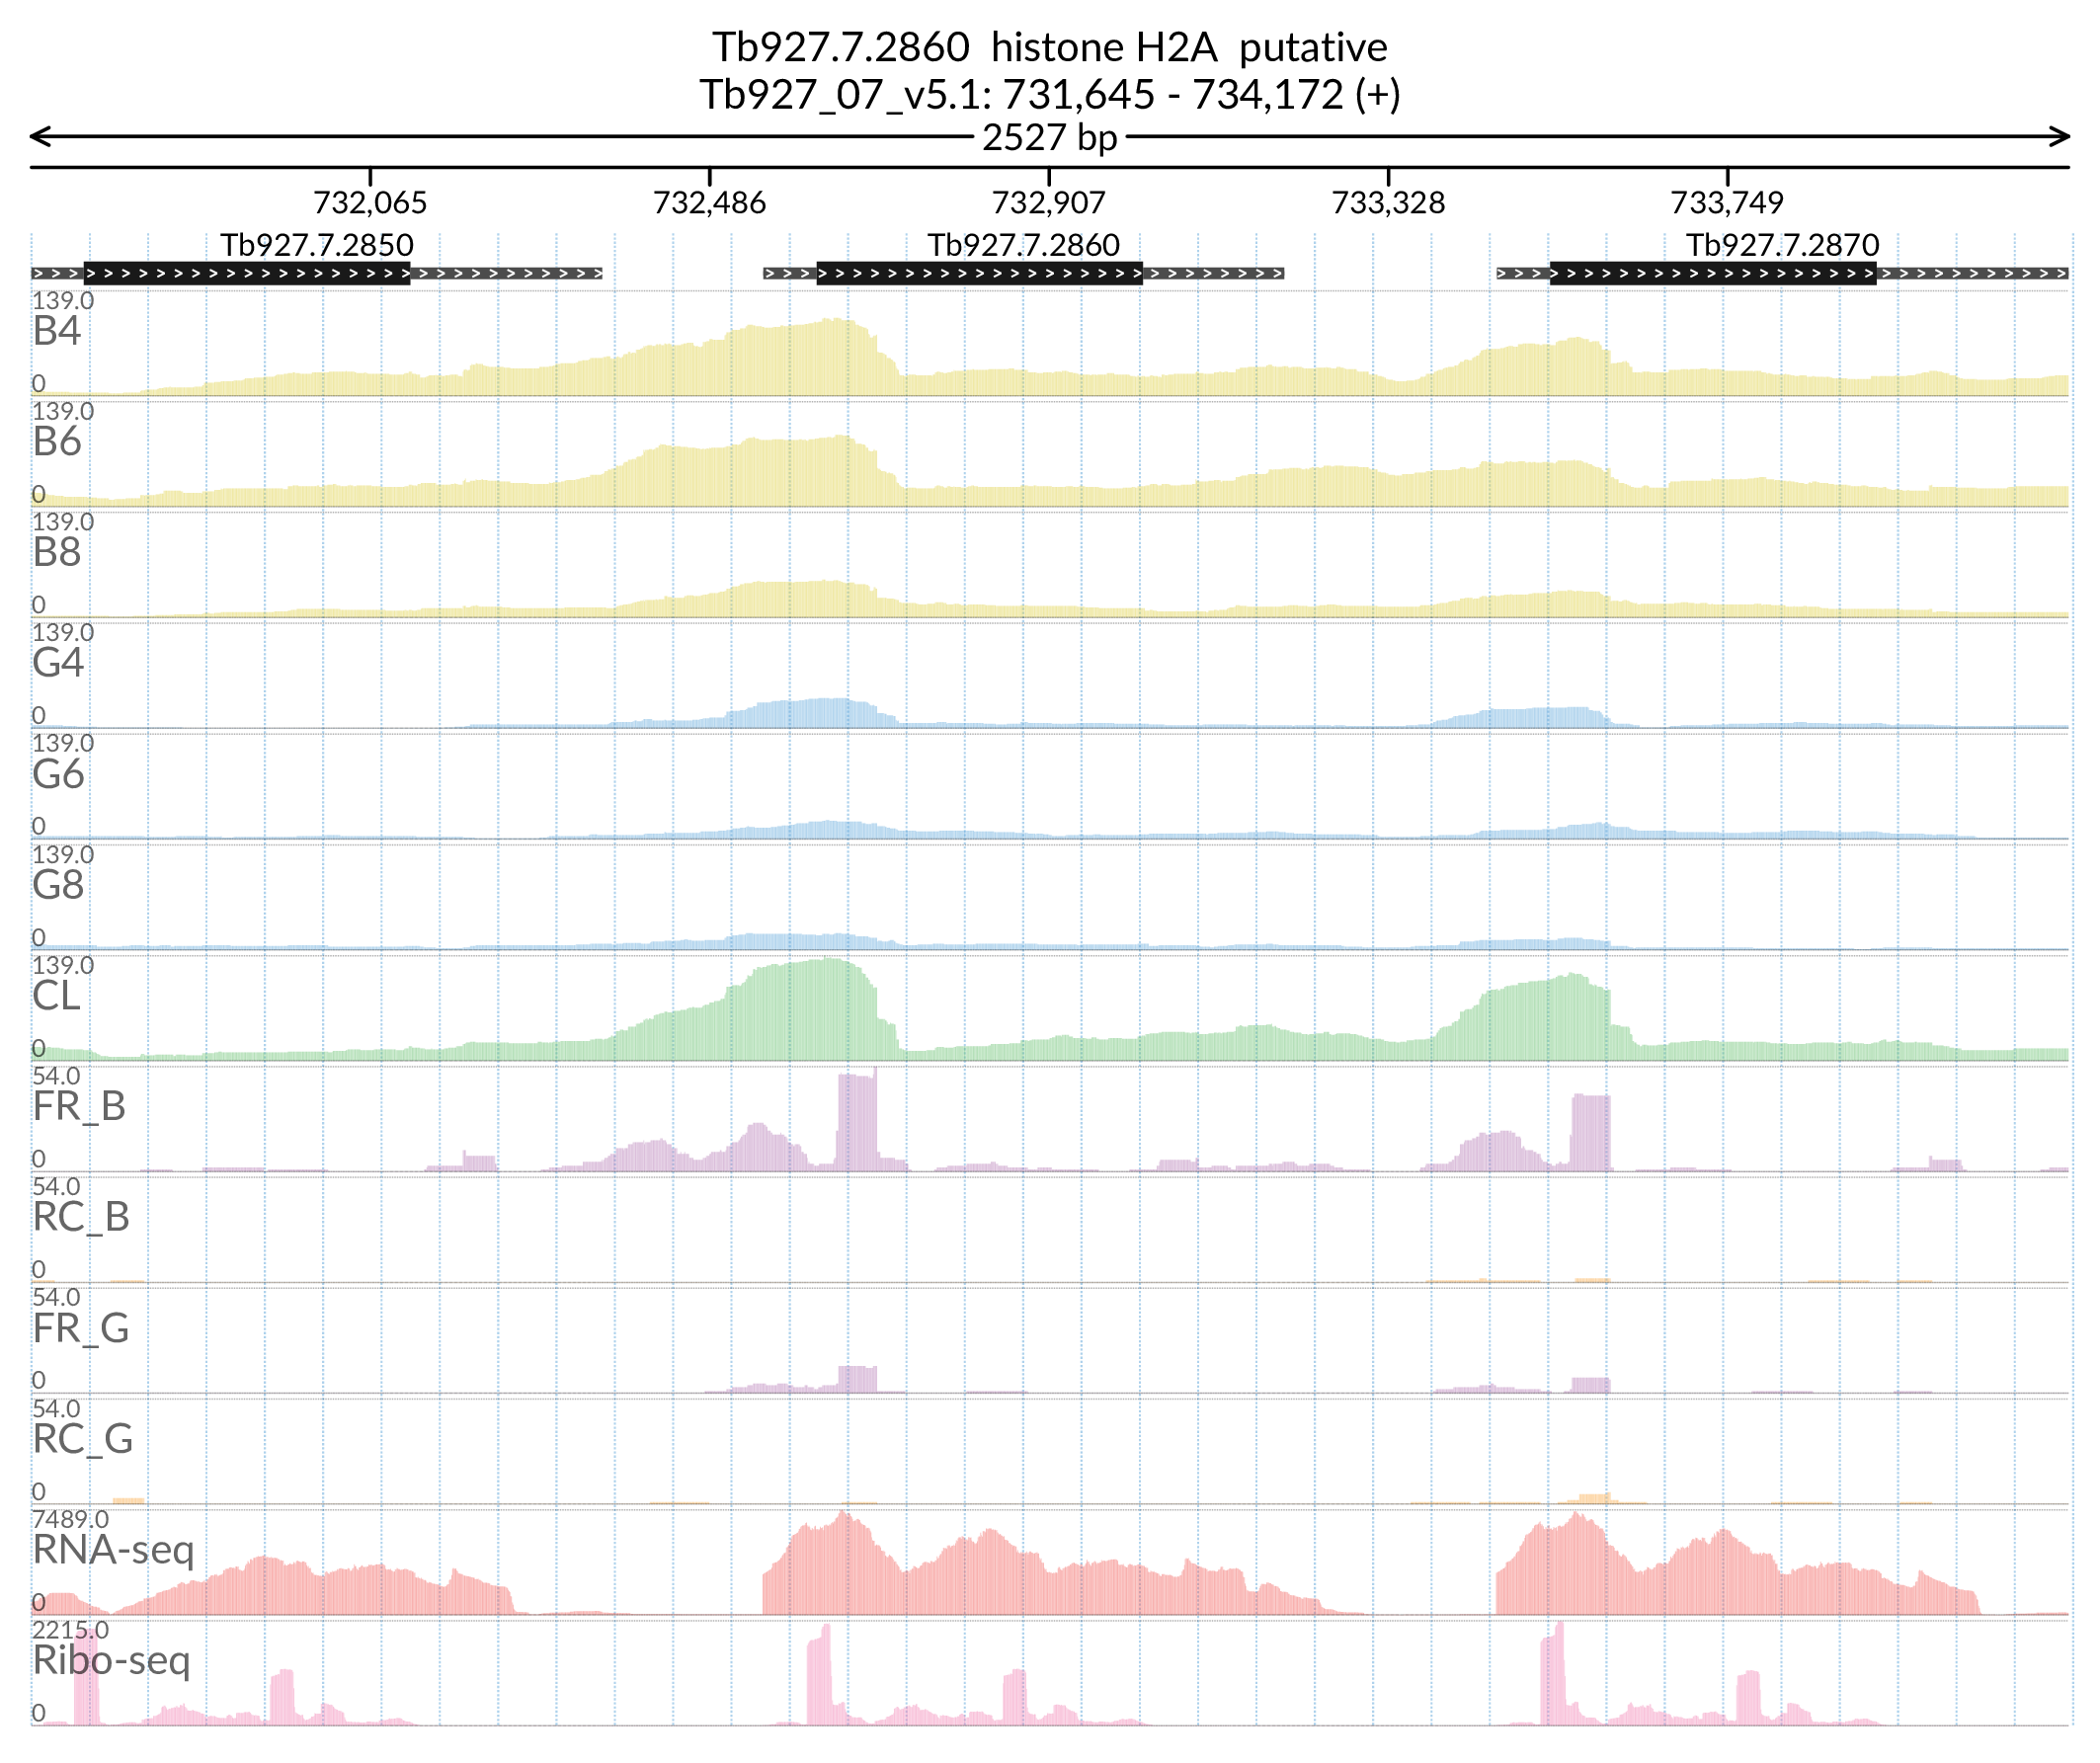 Tb927.7.2860 histone H2A putative
Tb927_07_v5.1: 731,645 - 734,172 (+)
2527 bp
732,065 732,486 732,907 733,328 733,749
Tb927.7.2850 Tb927.7.2860 Tb927.7.2870
139.0
B4
0
139.0
B6
0
139.0
B8
0
139.0
G4
0
139.0
G6
0
139.0
G8
0
139.0
CL
0
54.0
FR_B
0
54.0
RC_B
0
54.0
FR_G
0
54.0
RC_G
0
7489.0
RNA-seq
0
2215.0
Ribo-seq
0